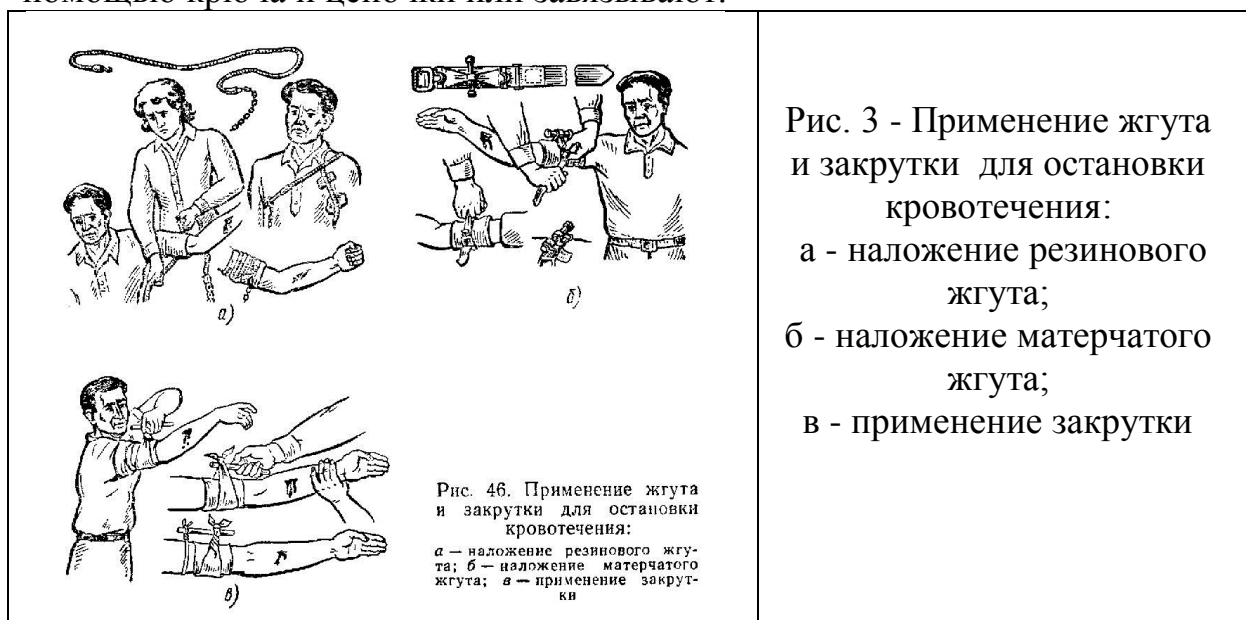 помощью крюча и цепочки или завязывают.
а)
б)
в)
Рис. 46. Применение жгута
и закрутки для остановки
кровотечения:
а — наложение резинового жгу-
та; б — наложение матерчатого
жгута; в — применение закрут-
ки
Рис. 3 - Применение жгута
и закрутки для остановки
кровотечения:
а - наложение резинового
жгута;
б - наложение матерчатого
жгута;
в - применение закрутки